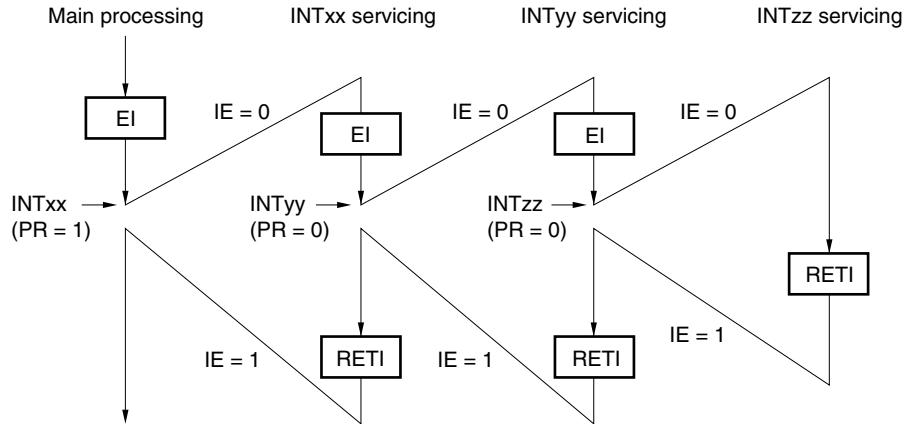 Main processing
INTxx servicing
INTyy servicing
INTzz servicing
IE = 0
IE = 0
IE = 0
EI
EI
EI
INTxx
(PR = 1)
INTyy
(PR = 0)
INTzz
(PR = 0)
RETI
IE = 1
IE = 1
IE = 1
RETI
RETI